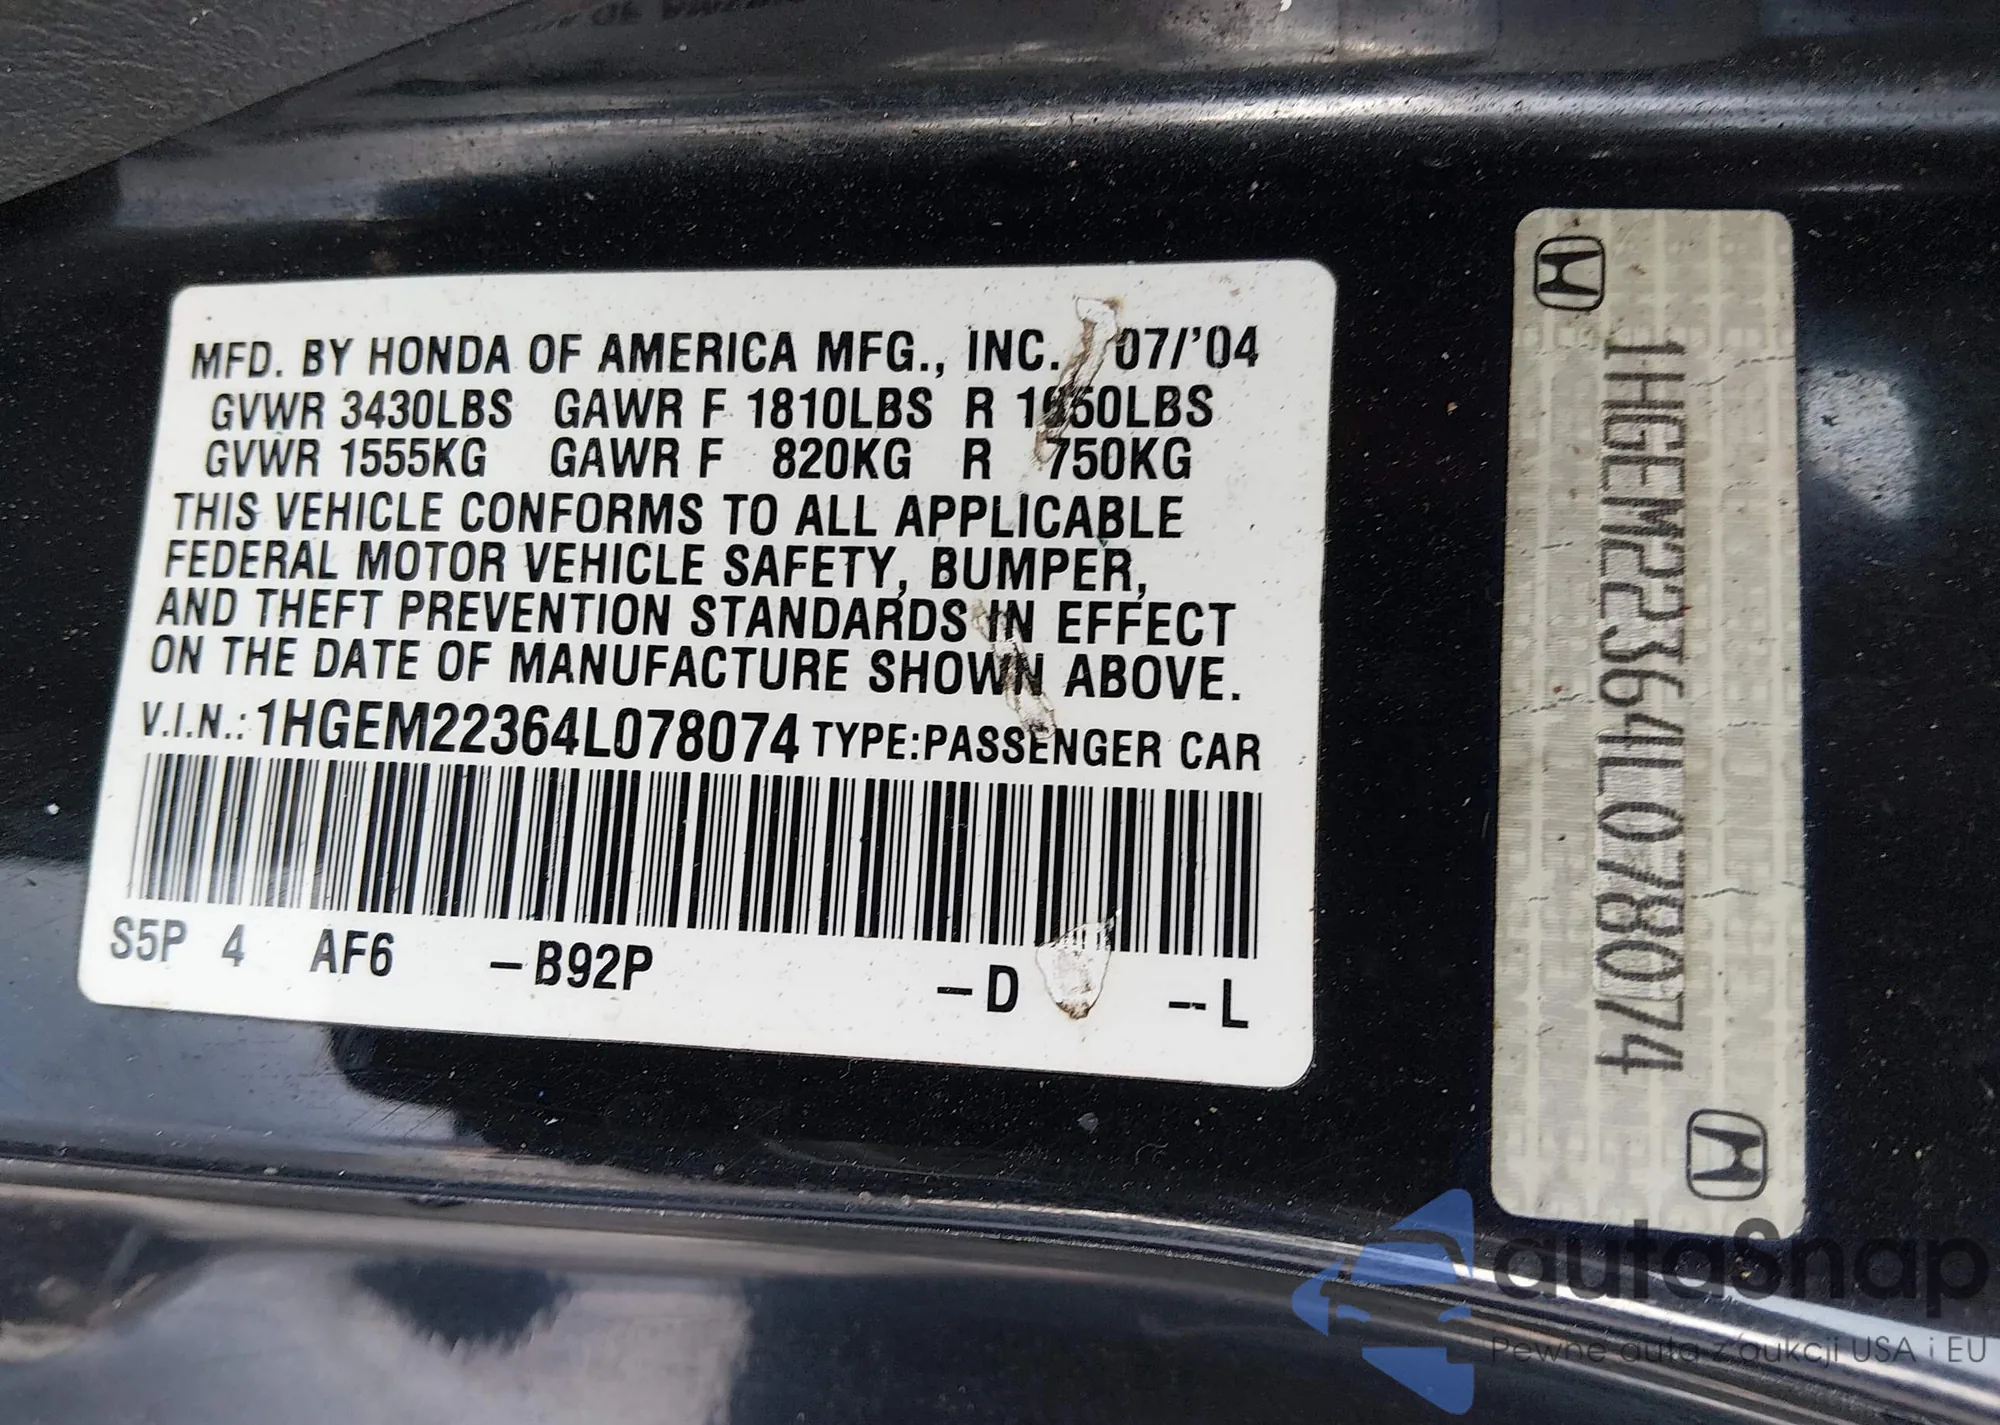 MFD. BY HONDA OF AMERICA MFG., INC. 07/'04
GVWR 3430LBS GAWR F 1810LBS R 1650LBS
GVWR 1555KG GAWR F 820KG R 750KG
THIS VEHICLE CONFORMS TO ALL APPLICABLE
FEDERAL MOTOR VEHICLE SAFETY, BUMPER,
AND THEFT PREVENTION STANDARDS IN EFFECT
ON THE DATE OF MANUFACTURE SHOWN ABOVE.
V.I.N.: 1HGEM22364L078074 TYPE:PASSENGER CAR
S5P 4 AF6 –B92P –D --L
1HGEM22364L078074
autoSnap
Pewne auta z aukcji USA i EU